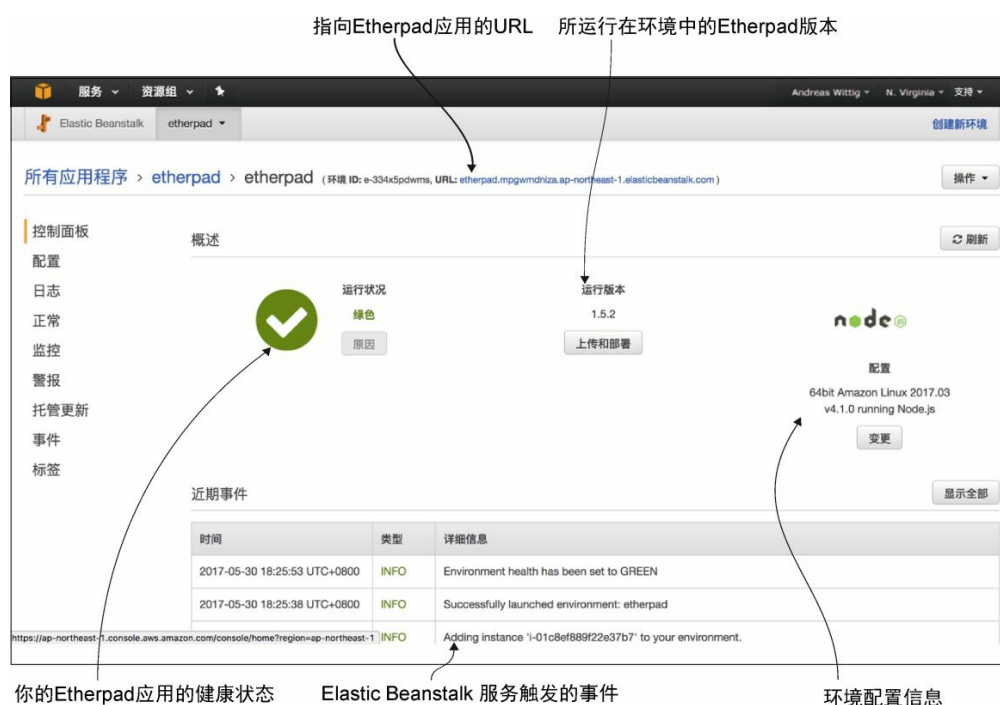 指向Etherpad应用的URL 所运行在环境中的Etherpad版本
服务 资源组 Andreas Wittig N. Virginia 支持
Elastic Beanstalk etherpad 创建新环境
所有应用程序 > etherpad > etherpad (环境 ID: e-334x5pdwms, URL: etherpad.mpgwmdniza.ap-northeast-1.elasticbeanstalk.com) 操作
控制面板
配置
日志
正常
监控
警报
托管更新
事件
标签
概述 刷新
运行状况
绿色
原因
运行版本
1.5.2
上传和部署
node js
配置
64bit Amazon Linux 2017.03
v4.1.0 running Node.js
变更
近期事件 显示全部
时间 类型 详细信息
2017-05-30 18:25:53 UTC+0800 INFO Environment health has been set to GREEN
2017-05-30 18:25:38 UTC+0800 INFO Successfully launched environment: etherpad
https://ap-northeast-1.console.aws.amazon.com/console/home?region=ap-northeast-1 INFO Adding instance 'i-01c8ef889f22e37b7' to your environment.
你的Etherpad应用的健康状态 Elastic Beanstalk 服务触发的事件 环境配置信息